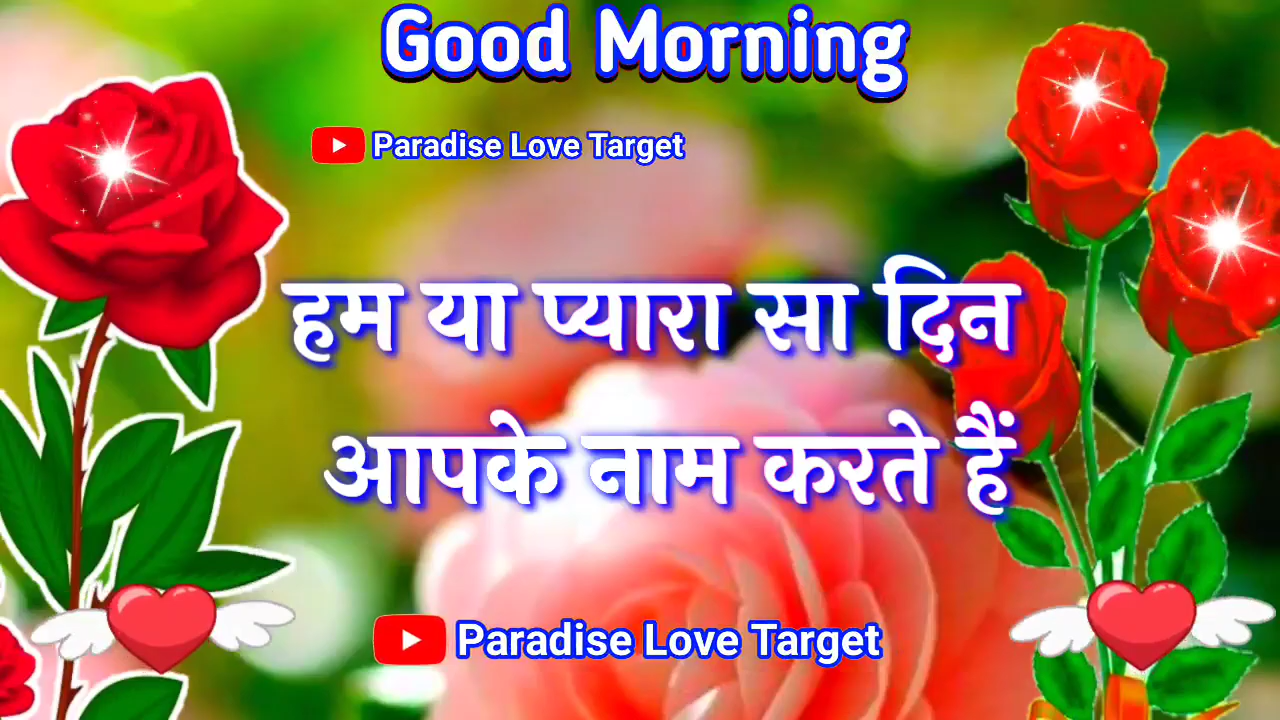 Good Morning
Paradise Love Target
हम या प्यारा सा दिन
आपके नाम करते हैं
Paradise Love Target